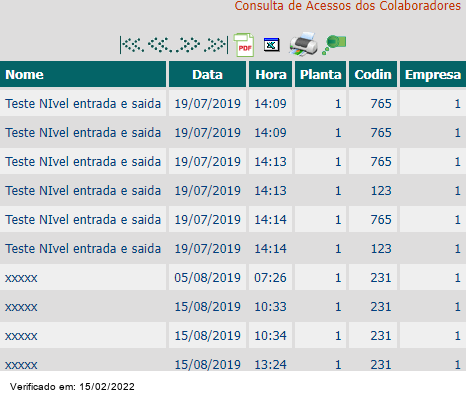 Consulta de Acessos dos Colaboradores
PDF
Nome Data Hora Planta Codin Empresa
Teste NIvel entrada e saida 19/07/2019 14:09 1 765 1
Teste NIvel entrada e saida 19/07/2019 14:09 1 765 1
Teste NIvel entrada e saida 19/07/2019 14:13 1 765 1
Teste NIvel entrada e saida 19/07/2019 14:13 1 123 1
Teste NIvel entrada e saida 19/07/2019 14:14 1 765 1
Teste NIvel entrada e saida 19/07/2019 14:14 1 123 1
xxxxx 05/08/2019 07:26 1 231 1
xxxxx 15/08/2019 10:33 1 231 1
xxxxx 15/08/2019 10:34 1 231 1
xxxxx 15/08/2019 13:24 1 231 1
Verificado em: 15/02/2022